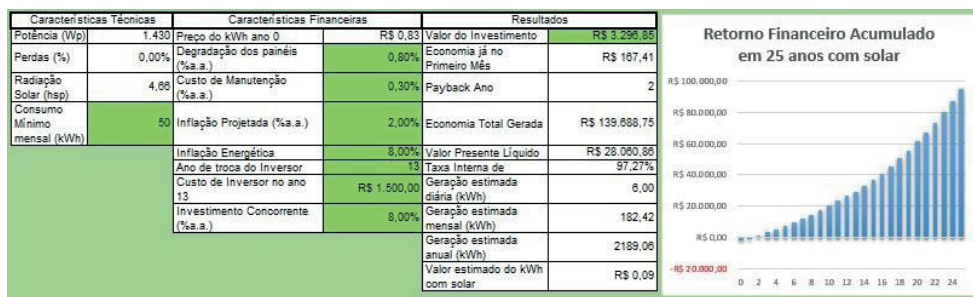 Características Técnicas Características Financeiras Resultados
Potência (Wp) 1.430 Preço do kWh ano 0 R$ 0,83 Valor do Investimento R$ 3.296,85
Perdas (%) 0,00% Degradação dos painéis (%a.a.) 0,80% Economia já no Primeiro Mês R$ 167,41
Radiação Solar (hsp) 4,66 Custo de Manutenção (%a.a.) 0,30% Payback Ano 2
Consumo Mínimo mensal (kWh) 50 Inflação Projetada (%a.a.) 2,00% Economia Total Gerada R$ 139.688,75
Inflação Energética 8,00% Valor Presente Líquido R$ 28.060,86
Ano de troca do Inversor 13 Taxa Interna de 97,27%
Custo de Inversor no ano 13 R$ 1.500,00 Geração estimada diária (kWh) 6,00
Investimento Concorrente (%a.a.) 8,00% Geração estimada mensal (kWh) 182,42
Geração estimada anual (kWh) 2189,06
Valor estimado do kWh com solar R$ 0,09
Retorno Financeiro Acumulado
em 25 anos com solar
R$ 100.000,00
R$ 80.000,00
R$ 60.000,00
R$ 40.000,00
R$ 20.000,00
R$ 0,00
-R$ 20.000,00
0 2 4 6 8 10 12 14 16 18 20 22 24